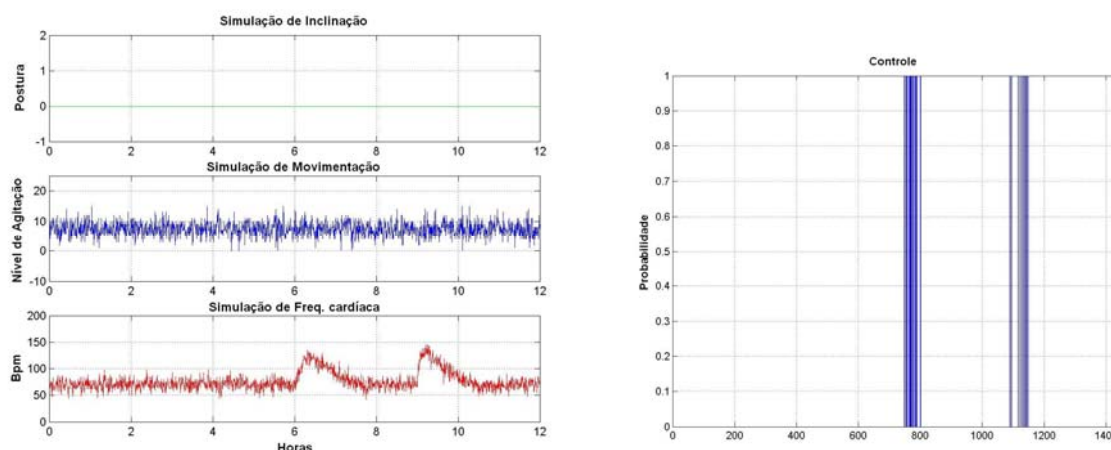 Simulação de Inclinação
2
1
0
-1
Postura
0 2 4 6 8 10 12
Simulação de Movimentação
20
10
0
-10
Nível de Agitação
0 2 4 6 8 10 12
Simulação de Freq. cardíaca
200
150
100
50
0
Bpm
0 2 4 6 8 10 12
Horas
Controle
1
0.9
0.8
0.7
0.6
0.5
0.4
0.3
0.2
0.1
0
Probabilidade
0 200 400 600 800 1000 1200